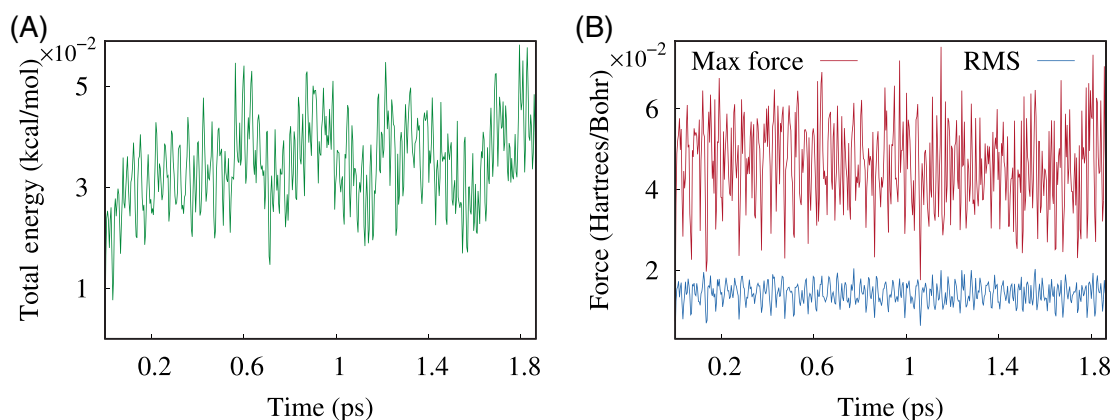 (A)
×10⁻²
Total energy (kcal/mol)
5
3
1
0.2
0.6
1
1.4
1.8
Time (ps)
(B)
×10⁻²
Max force
RMS
Force (Hartrees/Bohr)
6
4
2
0.2
0.6
1
1.4
1.8
Time (ps)